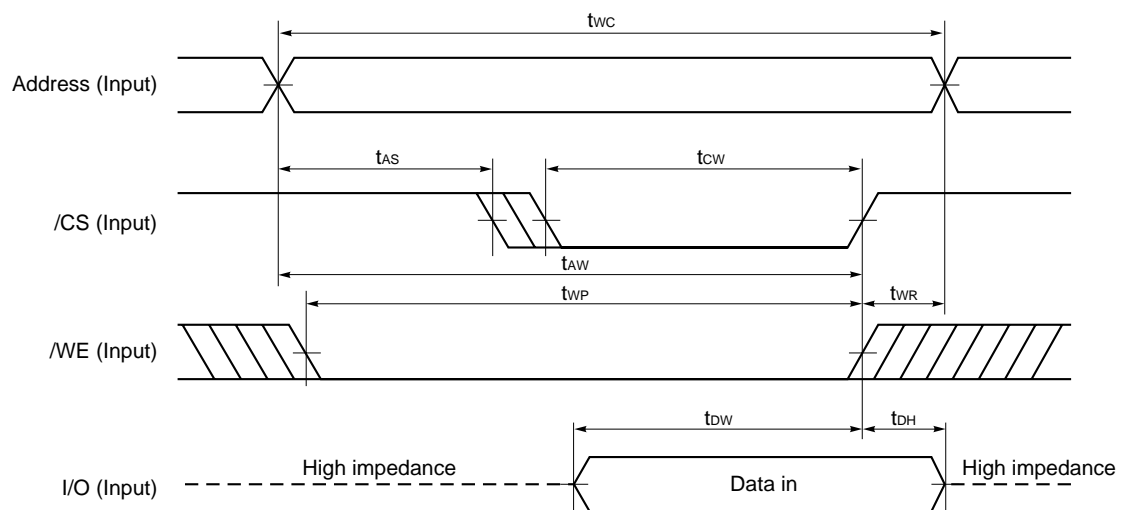 tWC
Address (Input)
tAS
tCW
/CS (Input)
tAW
tWP
tWR
/WE (Input)
tDW
tDH
High impedance
Data in
High impedance
I/O (Input)